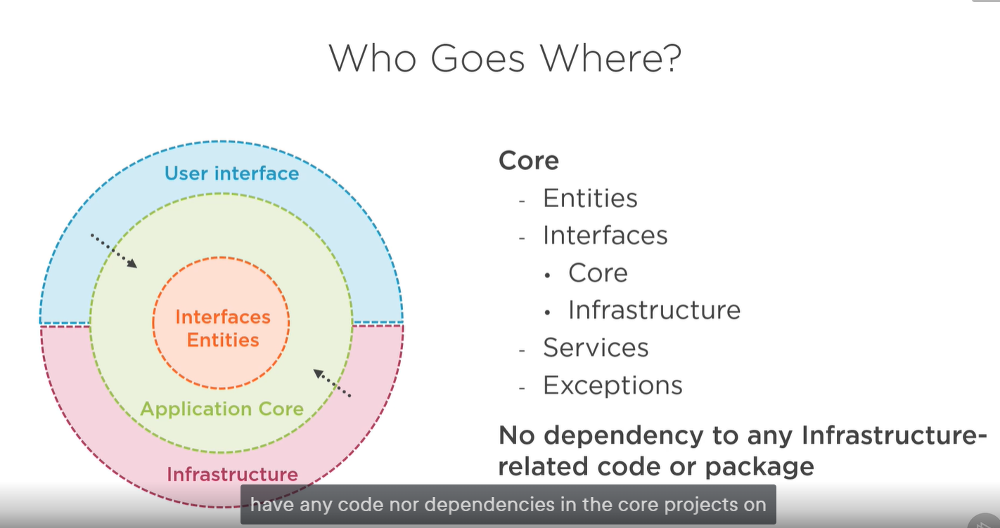 Who Goes Where?
User interface
Interfaces
Entities
Application Core
Infrastructure
Core
- Entities
- Interfaces
• Core
• Infrastructure
- Services
- Exceptions
No dependency to any Infrastructure-
related code or package
have any code nor dependencies in the core projects on